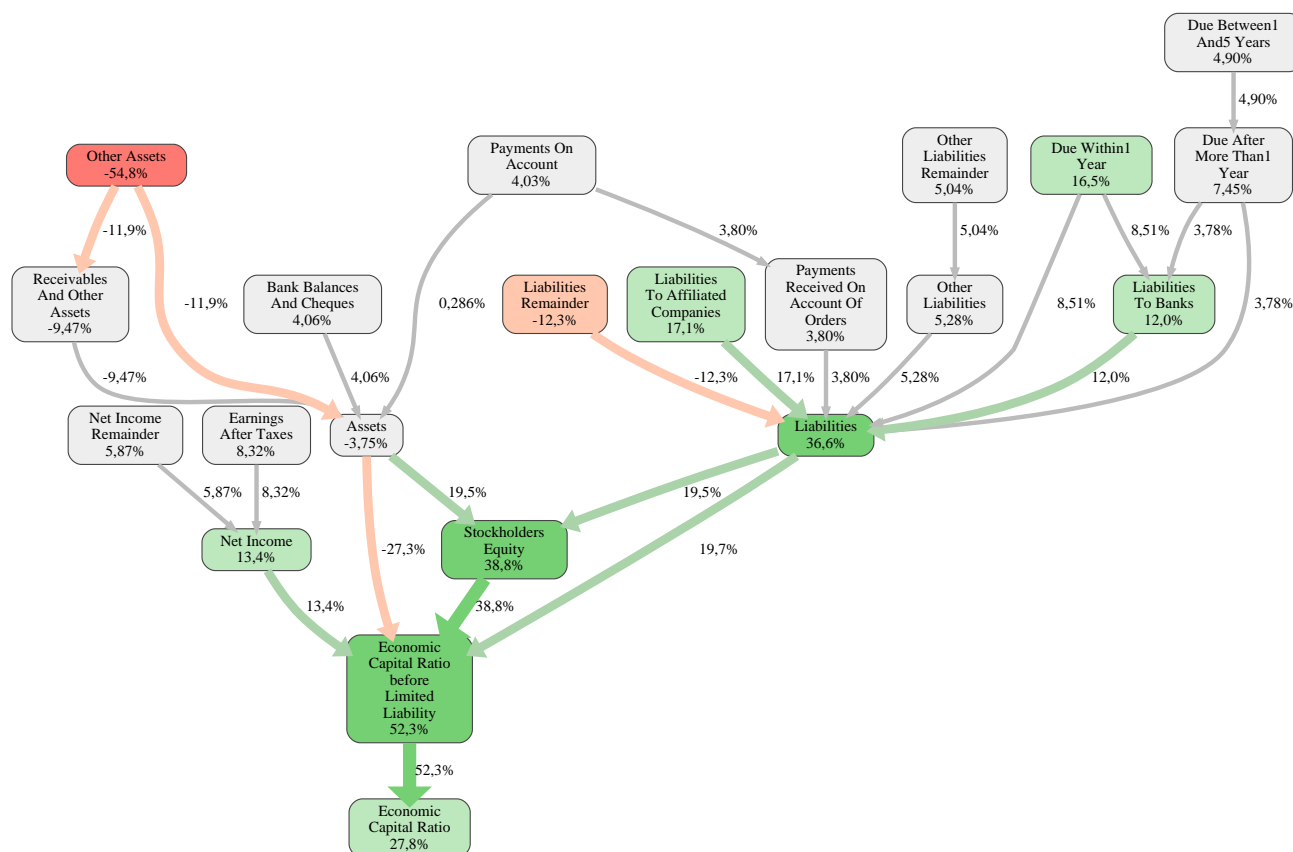 Due Between1
And5 Years
4,90%
4,90%
Other Assets
-54,8%
Payments On
Account
4,03%
Other
Liabilities
Remainder
5,04%
Due Within1
Year
16,5%
Due After
More Than1
Year
7,45%
-11,9%
3,80%
5,04%
8,51%
3,78%
Receivables
And Other
Assets
-9,47%
-11,9%
Bank Balances
And Cheques
4,06%
0,286%
Liabilities
Remainder
-12,3%
Liabilities
To Affiliated
Companies
17,1%
Payments
Received On
Account Of
Orders
3,80%
Other
Liabilities
5,28%
8,51%
Liabilities
To Banks
12,0%
3,78%
-9,47%
4,06%
-12,3%
17,1%
3,80%
5,28%
12,0%
Net Income
Remainder
5,87%
Earnings
After Taxes
8,32%
Assets
-3,75%
Liabilities
36,6%
5,87%
8,32%
19,5%
19,5%
Net Income
13,4%
-27,3%
Stockholders
Equity
38,8%
19,7%
13,4%
38,8%
Economic
Capital Ratio
before
Limited
Liability
52,3%
52,3%
Economic
Capital Ratio
27,8%